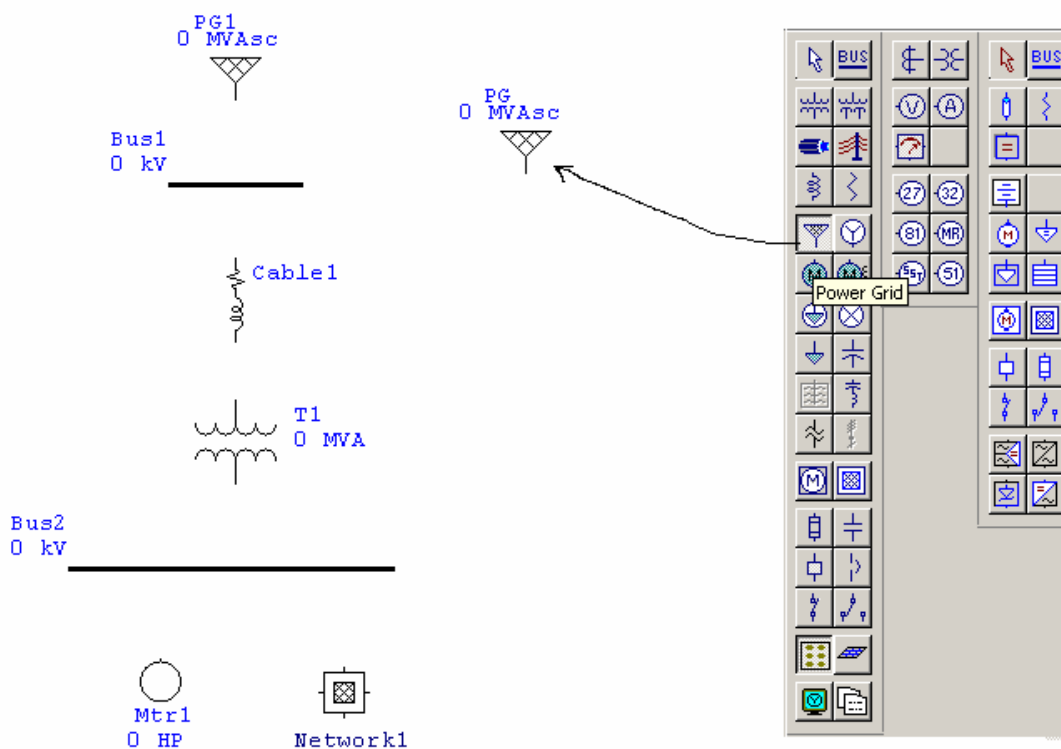 PG1
0 MVAsc
PG
0 MVAsc
Bus1
0 kV
Cable1
T1
0 MVA
Bus2
0 kV
Mtr1
0 HP
Network1
BUS
BUS
V
A
27
32
81
MR
SST
51
M
M
Power Grid
M
M
M